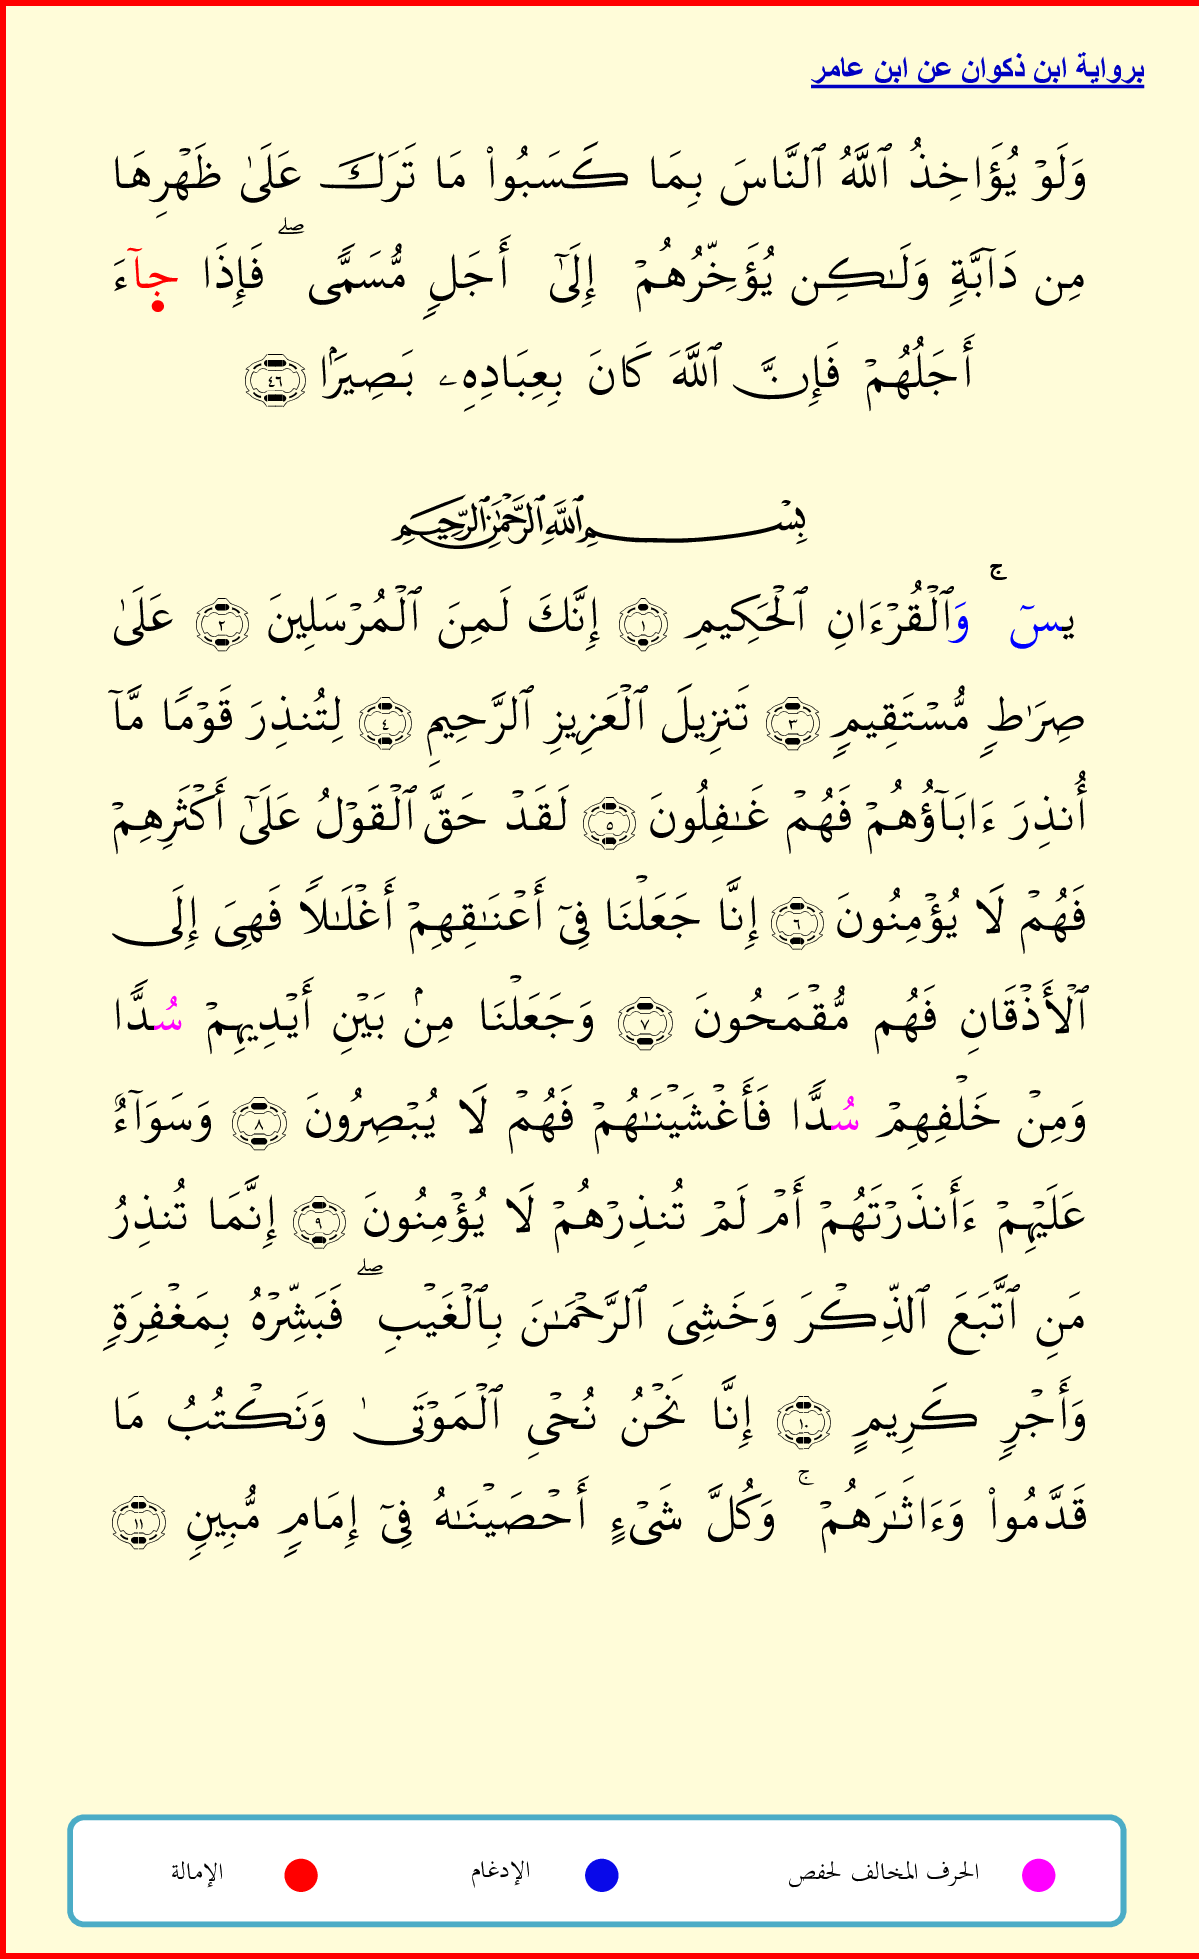 برواية ابن ذكوان عن ابن عامر
وَلَوۡ يُؤَاخِذُ ٱللَّهُ ٱلنَّاسَ بِمَا كَسَبُوا۟ مَا تَرَكَ عَلَىٰ ظَهۡرِهَا
مِن دَآبَّةٍۢ وَلَـٰكِن يُؤَخِّرُهُمۡ إِلَىٰٓ أَجَلٍۢ مُّسَمًّىۖ فَإِذَا جآءَ
أَجَلُهُمۡ فَإِنَّ ٱللَّهَ كَانَ بِعِبَادِهِۦ بَصِيرَۢا ٤٦
بِسۡمِ ٱللَّهِ ٱلرَّحۡمَـٰنِ ٱلرَّحِيمِ
يسٓۚ وَٱلۡقُرۡءَانِ ٱلۡحَكِيمِ ١ إِنَّكَ لَمِنَ ٱلۡمُرۡسَلِينَ ٢ عَلَىٰ
صِرَٰطٍۢ مُّسۡتَقِيمٍۢ ٣ تَنزِيلَ ٱلۡعَزِيزِ ٱلرَّحِيمِ ٤ لِتُنذِرَ قَوۡمًۭا مَّآ
أُنذِرَ ءَابَآؤُهُمۡ فَهُمۡ غَـٰفِلُونَ ٥ لَقَدۡ حَقَّ ٱلۡقَوۡلُ عَلَىٰٓ أَكۡثَرِهِمۡ
فَهُمۡ لَا يُؤۡمِنُونَ ٦ إِنَّا جَعَلۡنَا فِىٓ أَعۡنَـٰقِهِمۡ أَغۡلَـٰلًۭا فَهِىَ إِلَى
ٱلۡأَذۡقَانِ فَهُم مُّقۡمَحُونَ ٧ وَجَعَلۡنَا مِنۢ بَيۡنِ أَيۡدِيهِمۡ سُدًّۭا
وَمِنۡ خَلۡفِهِمۡ سُدًّۭا فَأَغۡشَيۡنَـٰهُمۡ فَهُمۡ لَا يُبۡصِرُونَ ٨ وَسَوَآءٌ
عَلَيۡهِمۡ ءَأَنذَرۡتَهُمۡ أَمۡ لَمۡ تُنذِرۡهُمۡ لَا يُؤۡمِنُونَ ٩ إِنَّمَا تُنذِرُ
مَنِ ٱتَّبَعَ ٱلذِّكۡرَ وَخَشِىَ ٱلرَّحۡمَـٰنَ بِٱلۡغَيۡبِۖ فَبَشِّرۡهُ بِمَغۡفِرَةٍۢ
وَأَجۡرٍۢ كَرِيمٍ ١٠ إِنَّا نَحۡنُ نُحۡىِ ٱلۡمَوۡتَىٰ وَنَكۡتُبُ مَا
قَدَّمُوا۟ وَءَاثَـٰرَهُمۡۚ وَكُلَّ شَىۡءٍ أَحۡصَيۡنَـٰهُ فِىٓ إِمَامٍۢ مُّبِينٍۢ ١١
الحرف المخالف لحفص الإدغام الإمالة